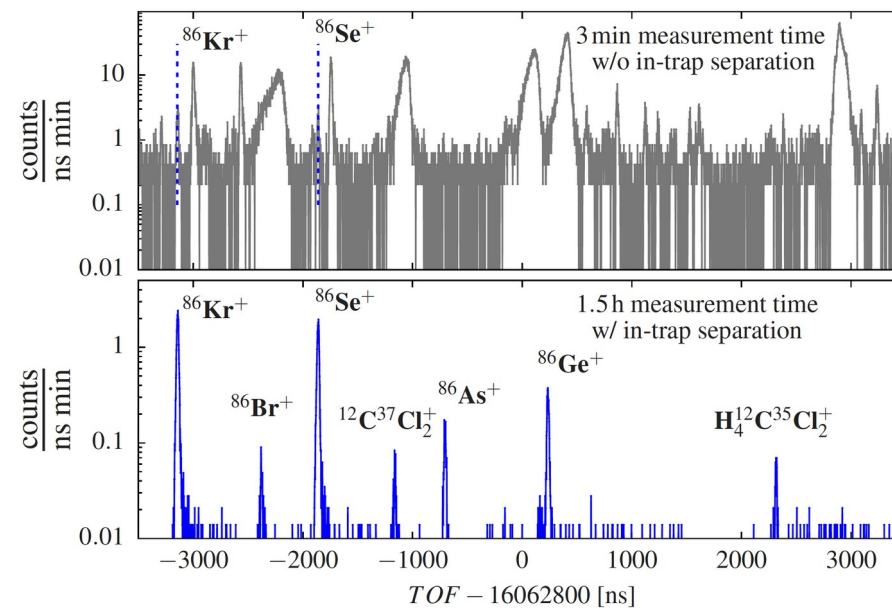 ⁸⁶Kr⁺
⁸⁶Se⁺
3 min measurement time
w/o in-trap separation
10
1
0.1
0.01
counts
ns min
⁸⁶Kr⁺
⁸⁶Se⁺
1.5 h measurement time
w/ in-trap separation
⁸⁶Br⁺
¹²C³⁷Cl₂⁺
⁸⁶As⁺
⁸⁶Ge⁺
H₄¹²C³⁵Cl₂⁺
1
0.1
0.01
counts
ns min
−3000 −2000 −1000 0 1000 2000 3000
TOF − 16062800 [ns]